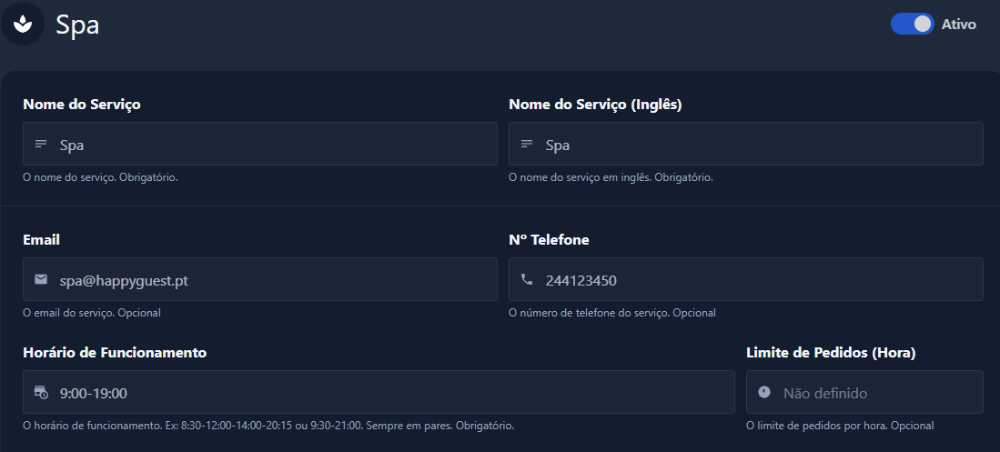 Spa
Ativo
Nome do Serviço
Nome do Serviço (Inglês)
Spa
Spa
O nome do serviço. Obrigatório.
O nome do serviço em inglês. Obrigatório.
Email
Nº Telefone
spa@happyguest.pt
244123450
O email do serviço. Opcional
O número de telefone do serviço. Opcional
Horário de Funcionamento
Limite de Pedidos (Hora)
9:00-19:00
Não definido
O horário de funcionamento. Ex: 8:30-12:00-14:00-20:15 ou 9:30-21:00. Sempre em pares. Obrigatório.
O limite de pedidos por hora. Opcional